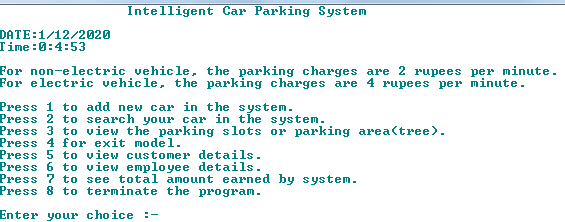 Intelligent Car Parking System
DATE:1/12/2020
Time:0:4:53
For non-electric vehicle, the parking charges are 2 rupees per minute.
For electric vehicle, the parking charges are 4 rupees per minute.
Press 1 to add new car in the system.
Press 2 to search your car in the system.
Press 3 to view the parking slots or parking area(tree).
Press 4 for exit model.
Press 5 to view customer details.
Press 6 to view employee details.
Press 7 to see total amount earned by system.
Press 8 to terminate the program.
Enter your choice :-